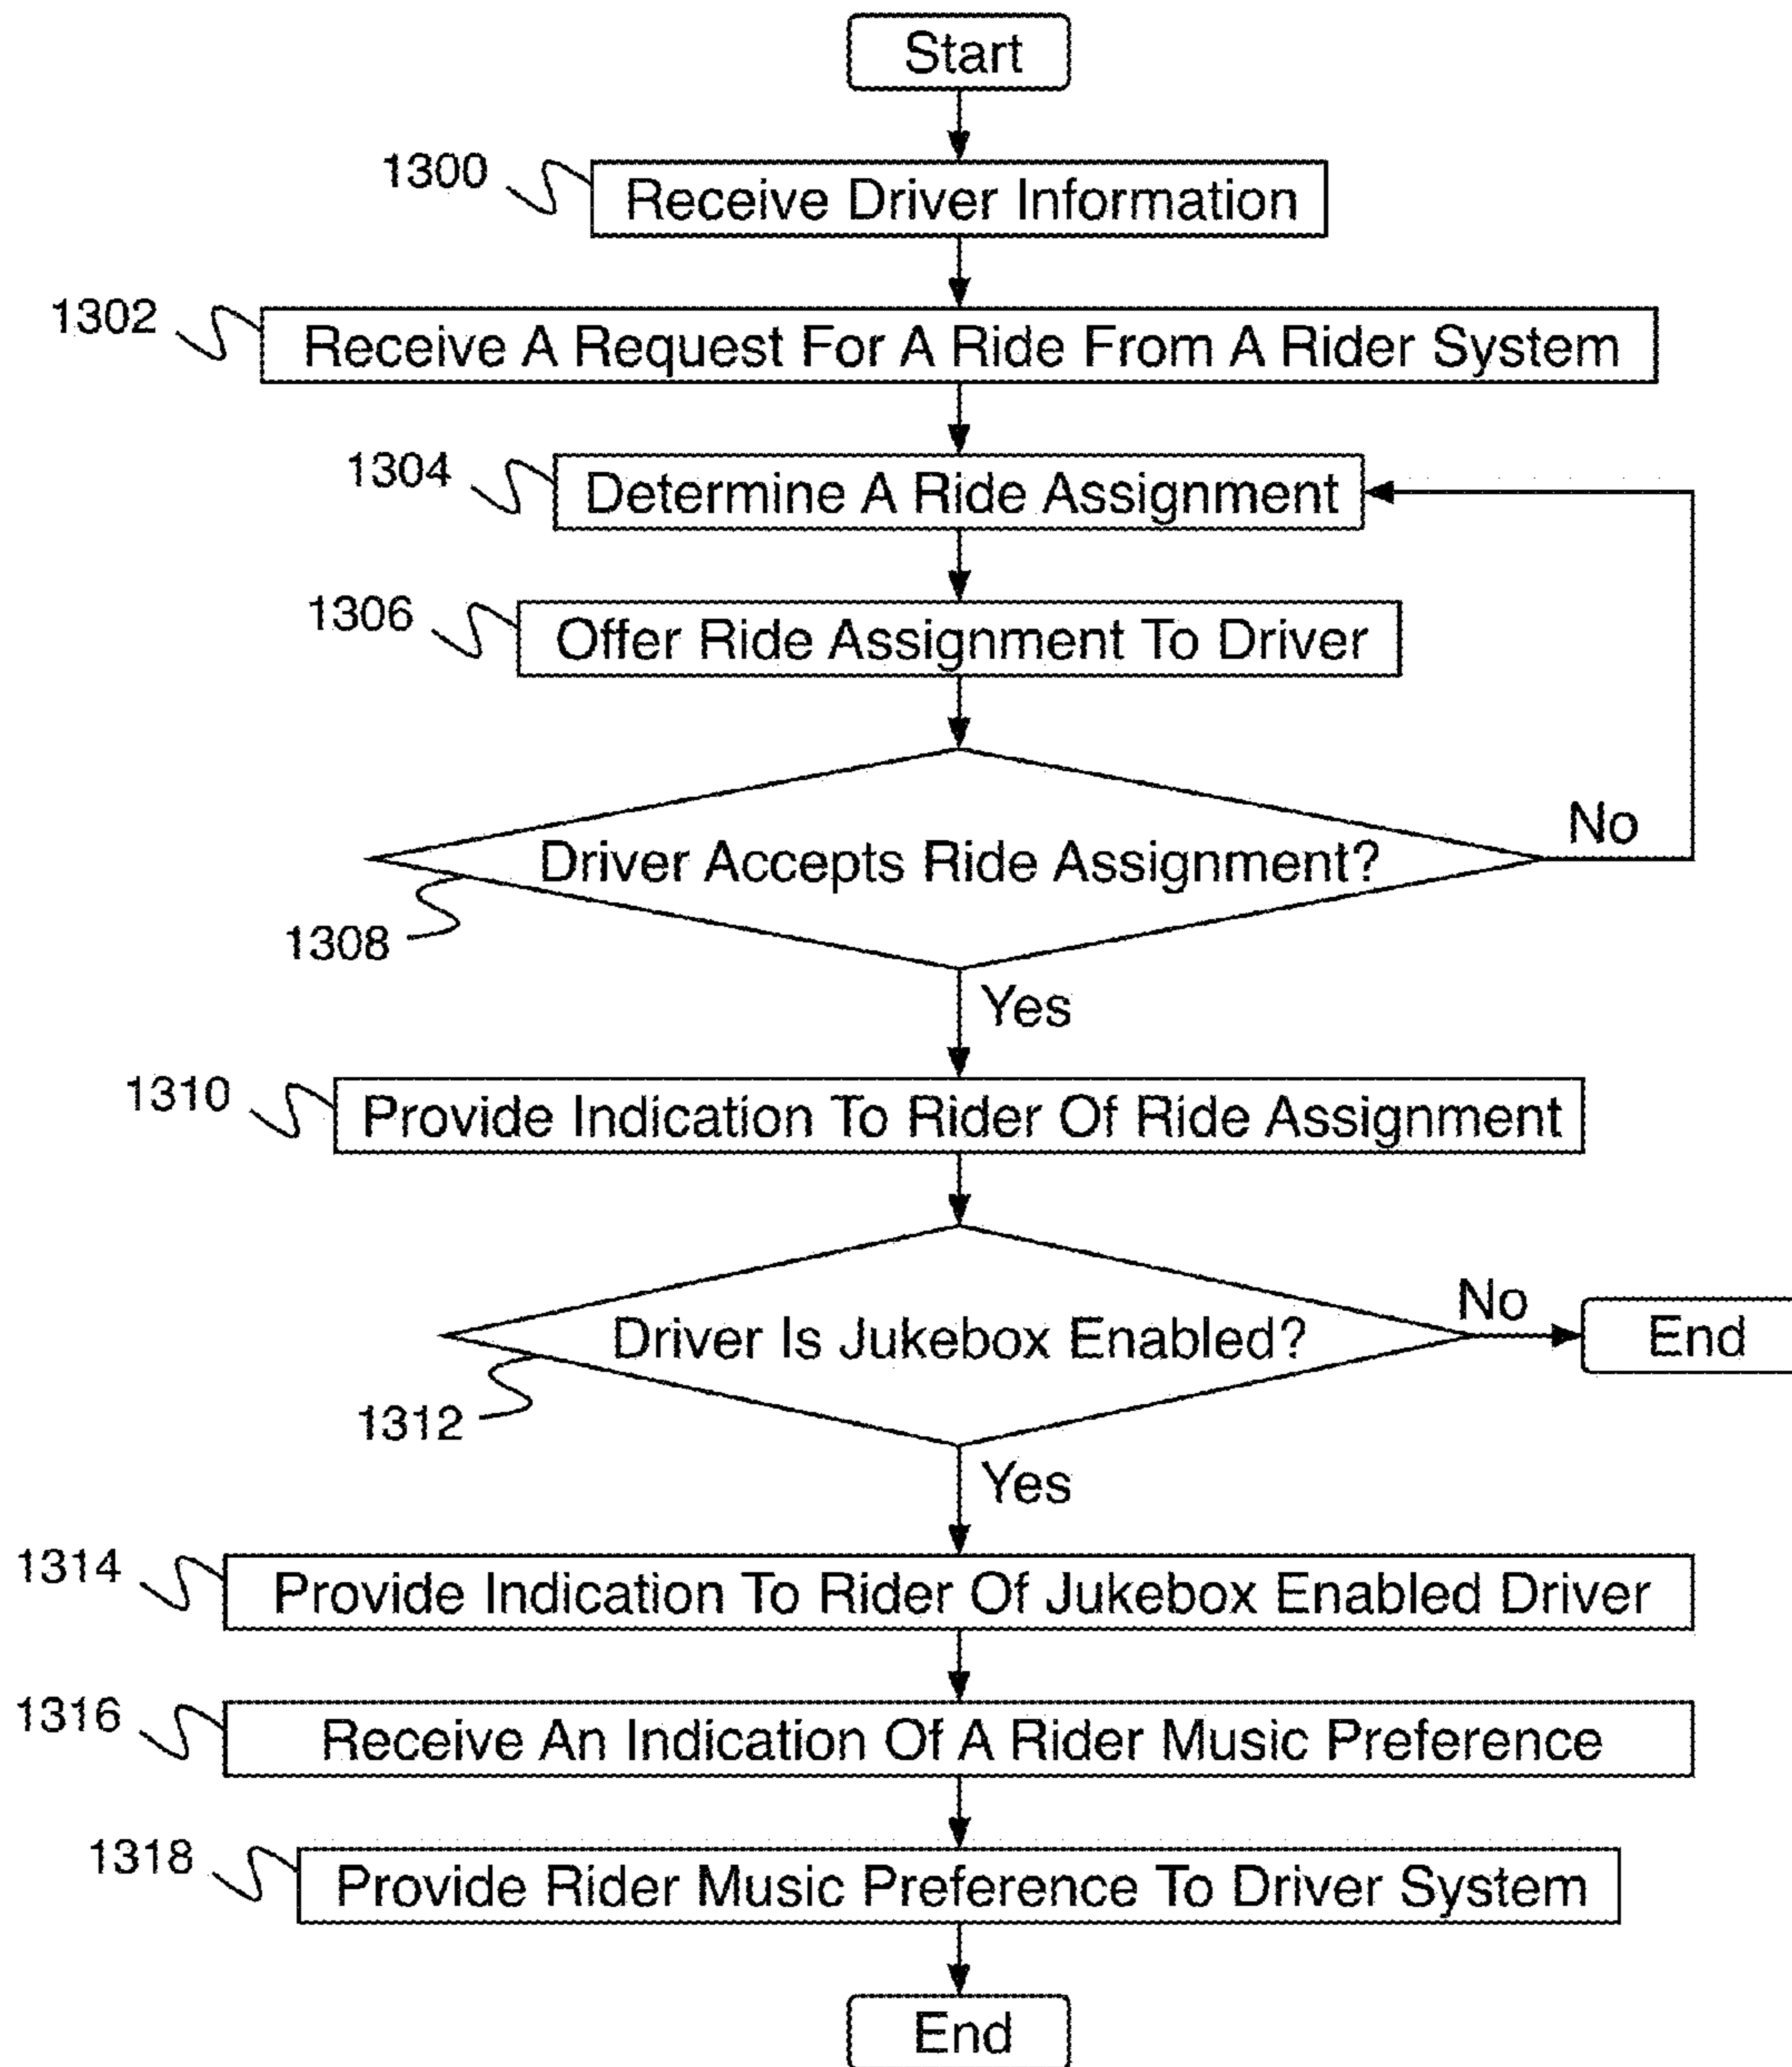 Start
1300
Receive Driver Information
1302
Receive A Request For A Ride From A Rider System
1304
Determine A Ride Assignment
1306
Offer Ride Assignment To Driver
Driver Accepts Ride Assignment?
No
1308
Yes
1310
Provide Indication To Rider Of Ride Assignment
Driver Is Jukebox Enabled?
No
End
1312
Yes
1314
Provide Indication To Rider Of Jukebox Enabled Driver
1316
Receive An Indication Of A Rider Music Preference
1318
Provide Rider Music Preference To Driver System
End